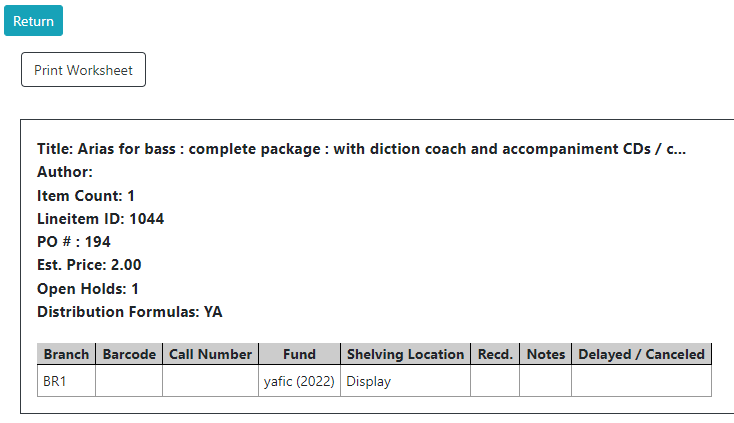 Return
Print Worksheet
Title: Arias for bass : complete package : with diction coach and accompaniment CDs / c...
Author:
Item Count: 1
Lineitem ID: 1044
PO # : 194
Est. Price: 2.00
Open Holds: 1
Distribution Formulas: YA
Branch Barcode Call Number Fund Shelving Location Recd. Notes Delayed / Canceled
BR1 yafic (2022) Display